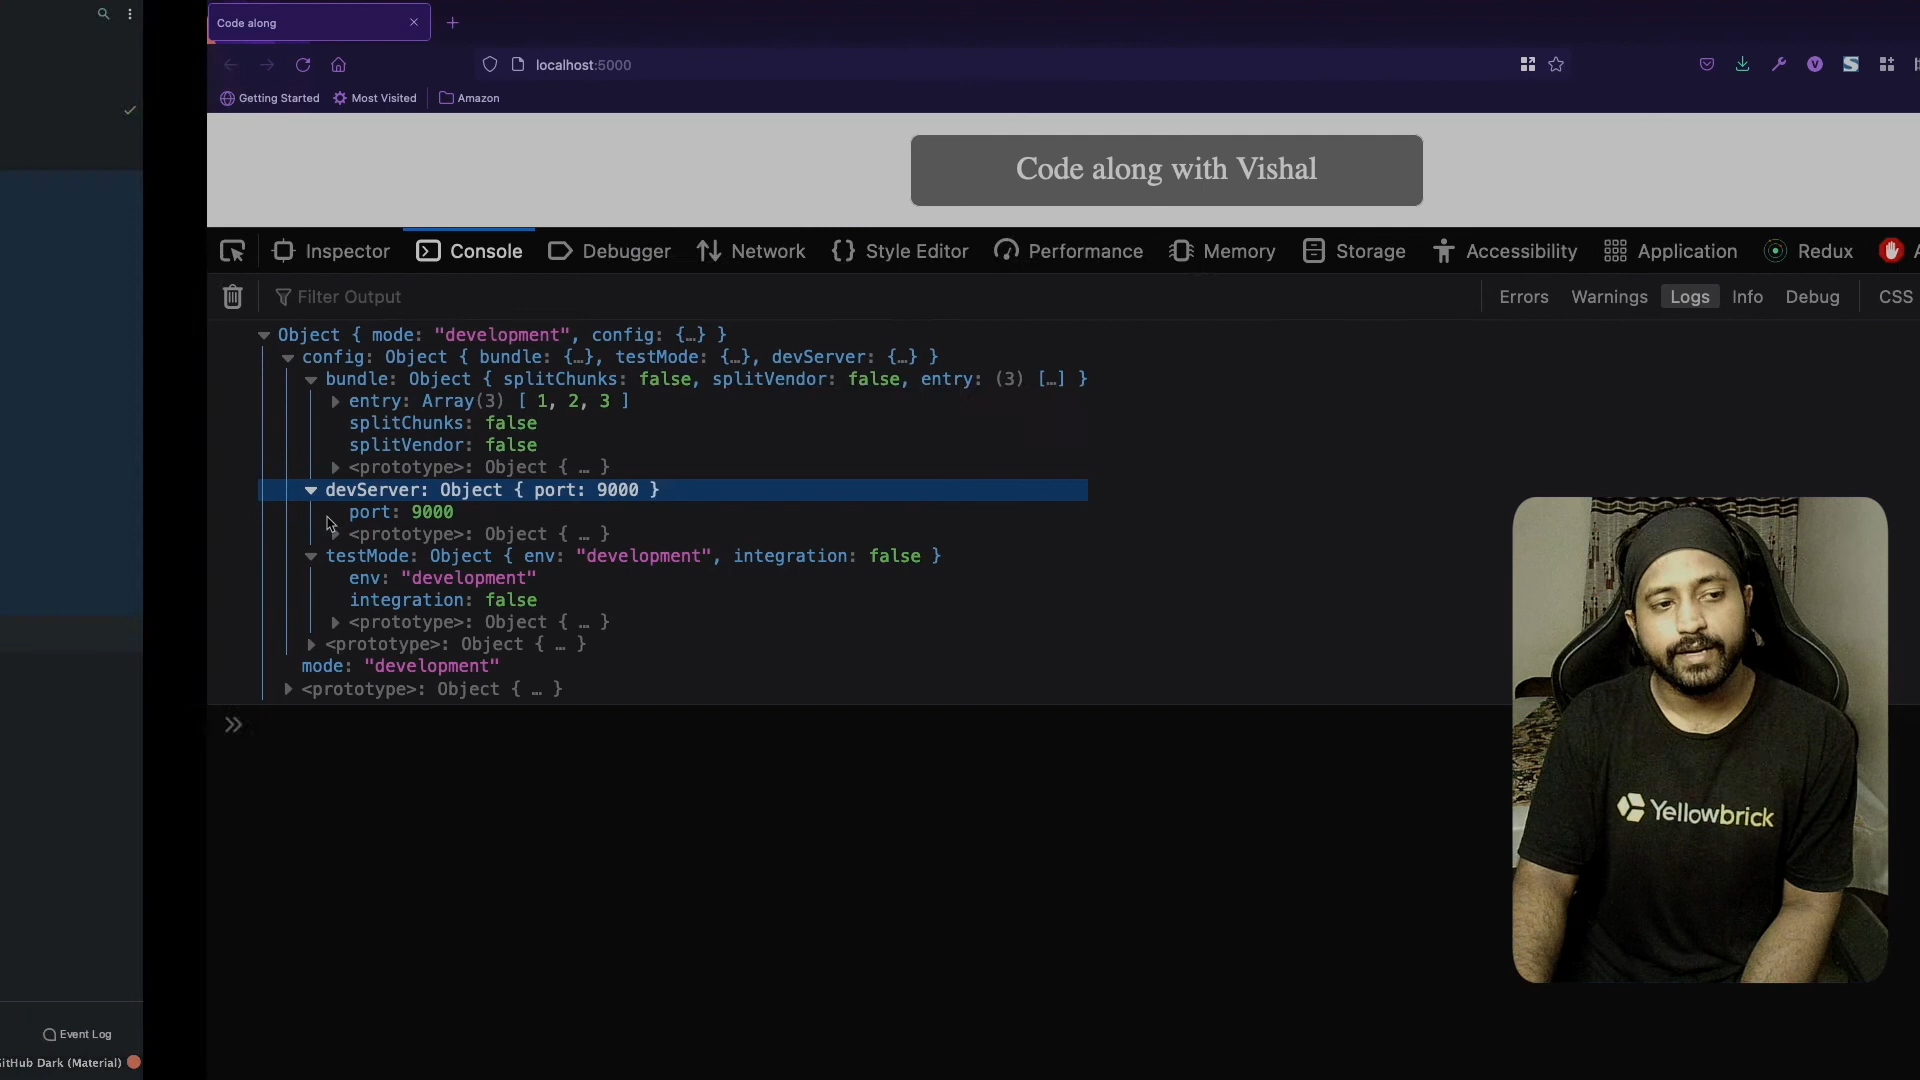 Code along
localhost:5000
Getting Started
Most Visited
Amazon
Code along with Vishal
Inspector
Console
Debugger
Network
Style Editor
Performance
Memory
Storage
Accessibility
Application
Redux
Filter Output
Errors
Warnings
Logs
Info
Debug
CSS
Object { mode: "development", config: {…} }
config: Object { bundle: {…}, testMode: {…}, devServer: {…} }
bundle: Object { splitChunks: false, splitVendor: false, entry: (3) […] }
entry: Array(3) [ 1, 2, 3 ]
splitChunks: false
splitVendor: false
<prototype>: Object { … }
devServer: Object { port: 9000 }
port: 9000
<prototype>: Object { … }
testMode: Object { env: "development", integration: false }
env: "development"
integration: false
<prototype>: Object { … }
<prototype>: Object { … }
mode: "development"
<prototype>: Object { … }
Yellowbrick
Event Log
itHub Dark (Material)